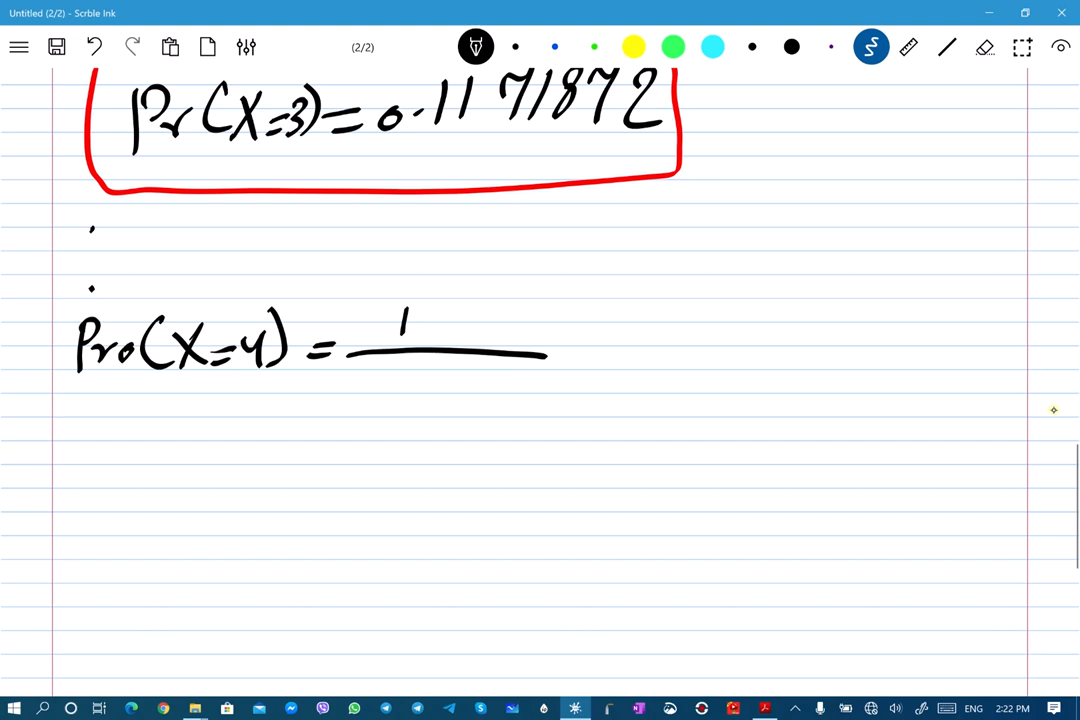 Untitled (2/2) - Scrble Ink
(2/2)
Pr(X=3)=0.1171872
.
.
Pro(X=4) = 1
ENG 2:22 PM